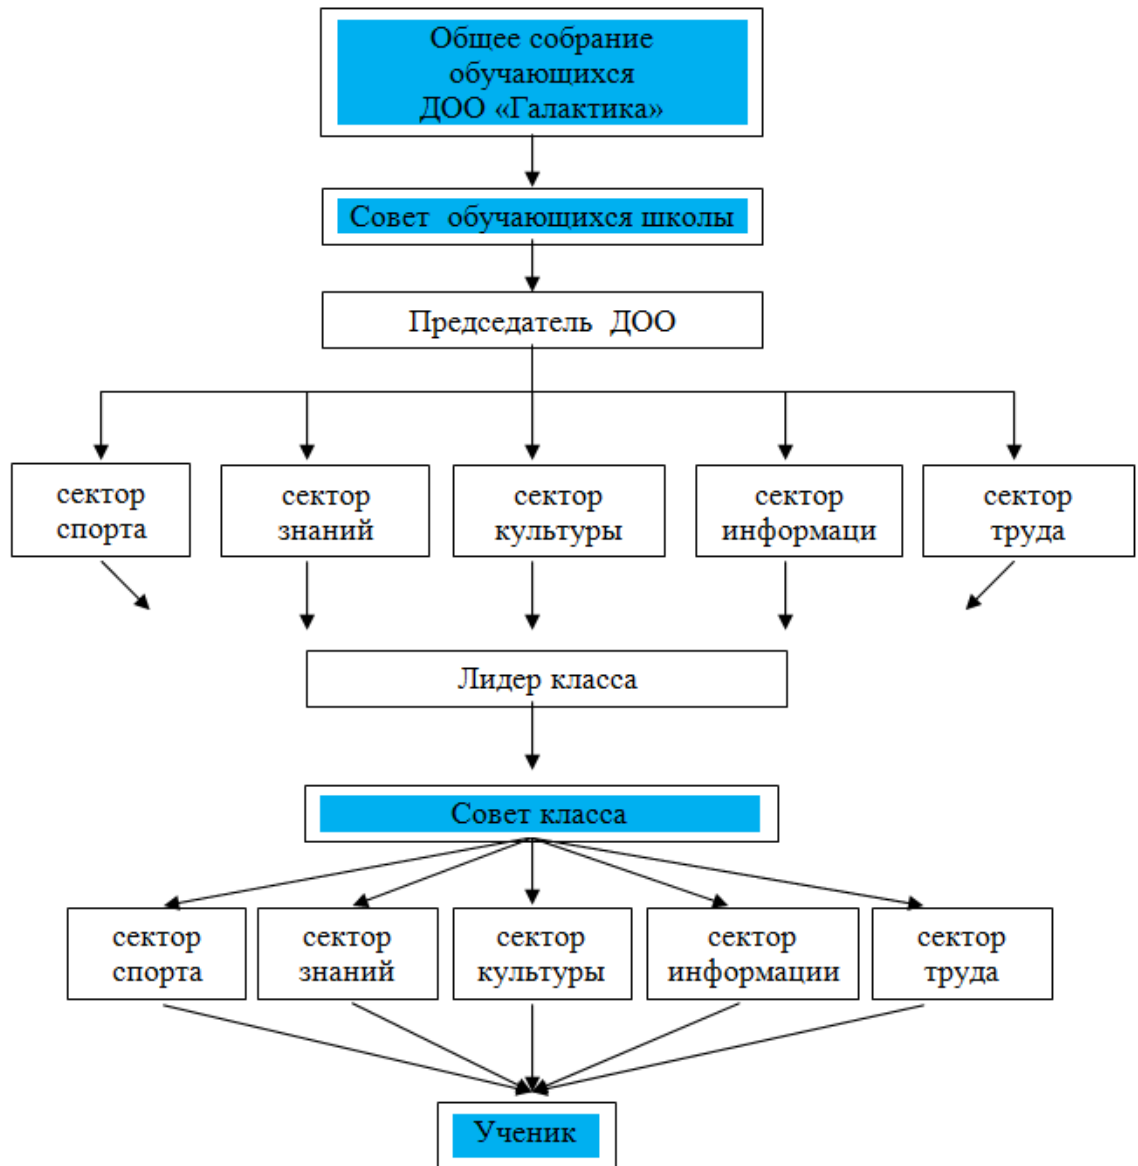 Общее собрание
обучающихся
ДОО «Галактика»
Совет обучающихся школы
Председатель ДОО
сектор
спорта
сектор
знаний
сектор
культуры
сектор
информаци
сектор
труда
Лидер класса
Совет класса
сектор
спорта
сектор
знаний
сектор
культуры
сектор
информации
сектор
труда
Ученик